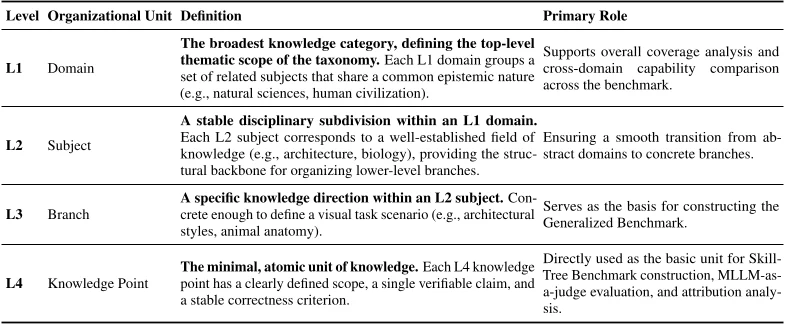 Level Organizational Unit Definition Primary Role
L1 Domain
The broadest knowledge category, defining the top-level
thematic scope of the taxonomy. Each L1 domain groups a
set of related subjects that share a common epistemic nature
(e.g., natural sciences, human civilization).
Supports overall coverage analysis and
cross-domain capability comparison
across the benchmark.
L2 Subject
A stable disciplinary subdivision within an L1 domain.
Each L2 subject corresponds to a well-established field of
knowledge (e.g., architecture, biology), providing the struc-
tural backbone for organizing lower-level branches.
Ensuring a smooth transition from ab-
stract domains to concrete branches.
L3 Branch
A specific knowledge direction within an L2 subject. Con-
crete enough to define a visual task scenario (e.g., architectural
styles, animal anatomy).
Serves as the basis for constructing the
Generalized Benchmark.
L4 Knowledge Point
The minimal, atomic unit of knowledge. Each L4 knowledge
point has a clearly defined scope, a single verifiable claim, and
a stable correctness criterion.
Directly used as the basic unit for Skill-
Tree Benchmark construction, MLLM-as-
a-judge evaluation, and attribution analy-
sis.